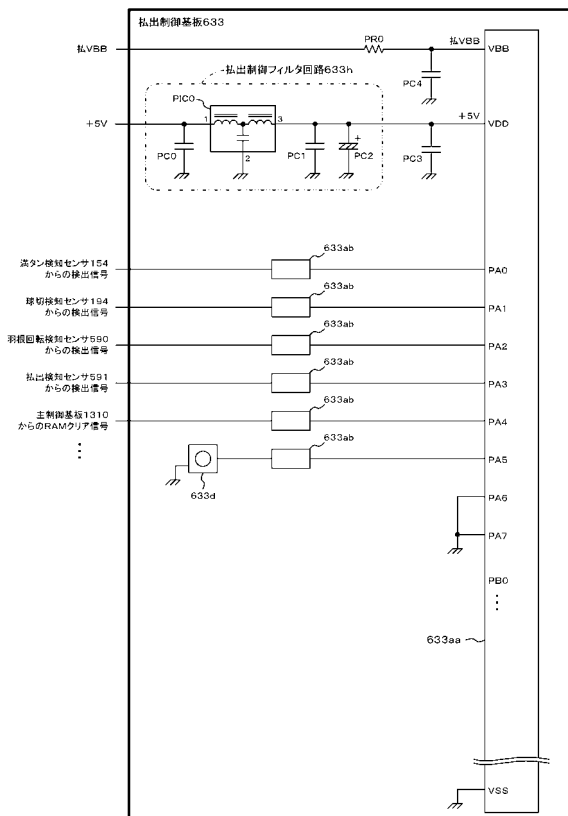 払出制御基板633
払VBB
PR0
払VBB
VBB
PC4
払出制御フィルタ回路633h
PIC0
+5V
1
3
2
PC0
PC1
+
PC2
+5V
VDD
PC3
満タン検知センサ154
からの検出信号
633ab
PA0
球切検知センサ194
からの検出信号
633ab
PA1
羽根回転検知センサ590
からの検出信号
633ab
PA2
払出検知センサ591
からの検出信号
633ab
PA3
主制御基板1310
からのRAMクリア信号
633ab
PA4
⋮
633ab
PA5
633d
PA6
PA7
PB0
⋮
633aa
VSS